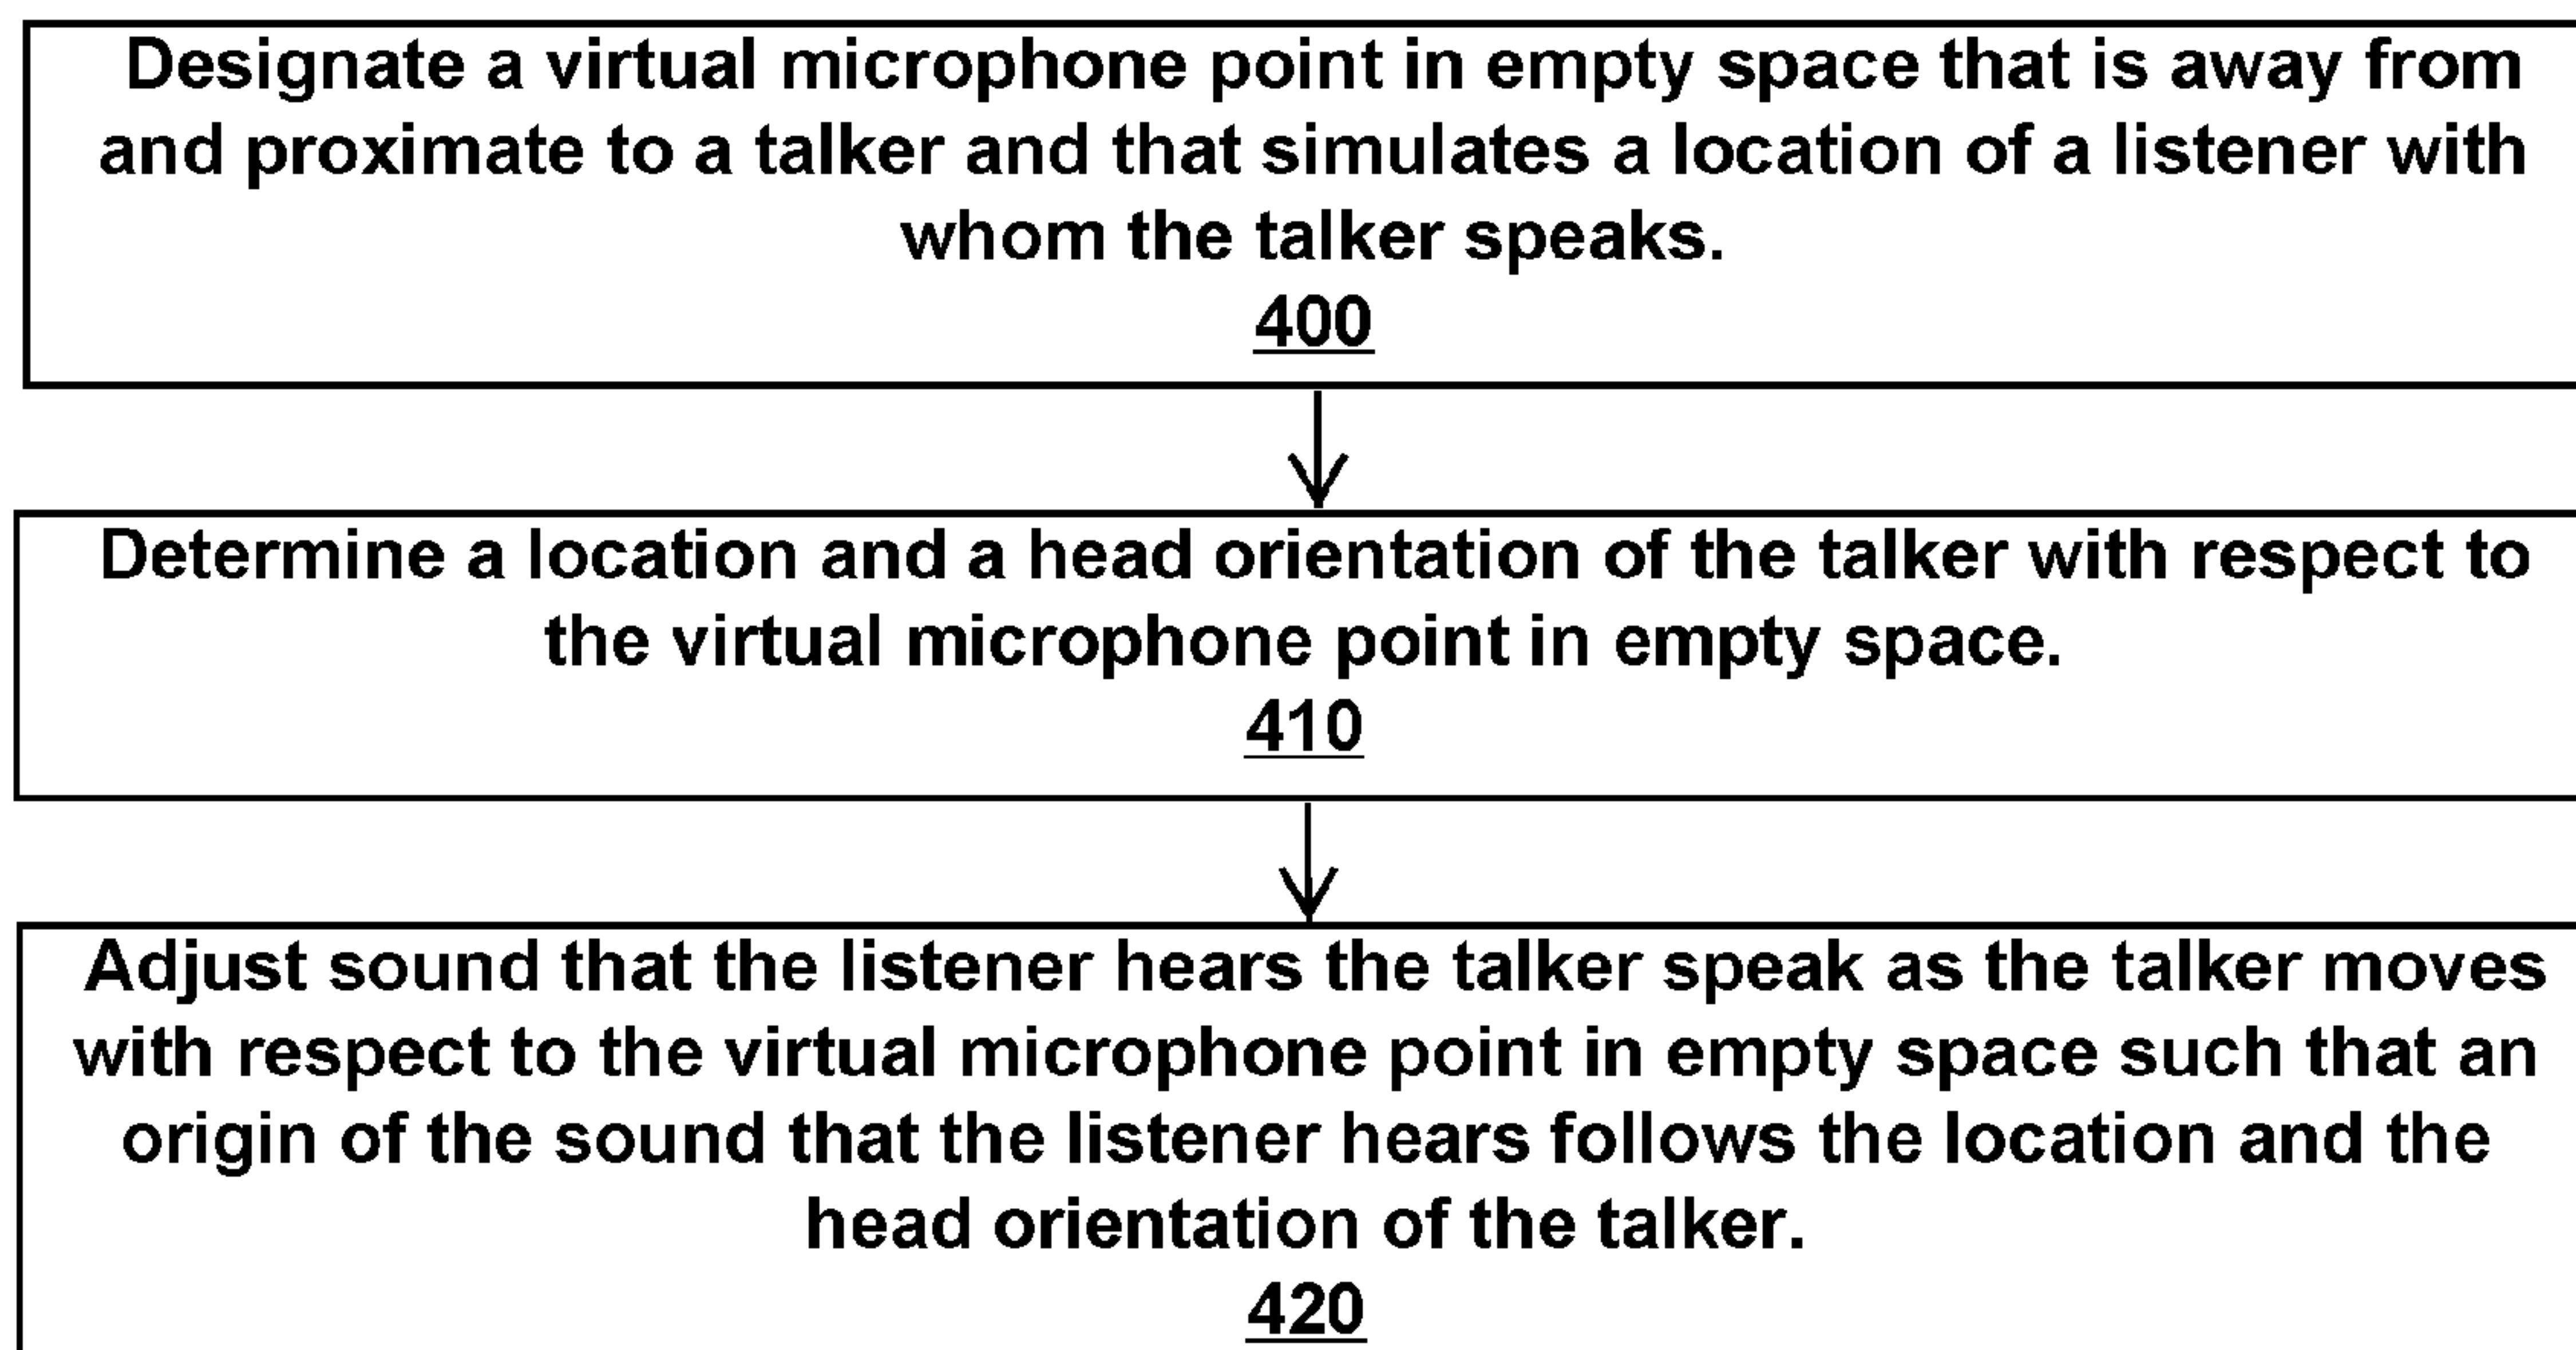 Designate a virtual microphone point in empty space that is away from
and proximate to a talker and that simulates a location of a listener with
whom the talker speaks.
400
Determine a location and a head orientation of the talker with respect to
the virtual microphone point in empty space.
410
Adjust sound that the listener hears the talker speak as the talker moves
with respect to the virtual microphone point in empty space such that an
origin of the sound that the listener hears follows the location and the
head orientation of the talker.
420